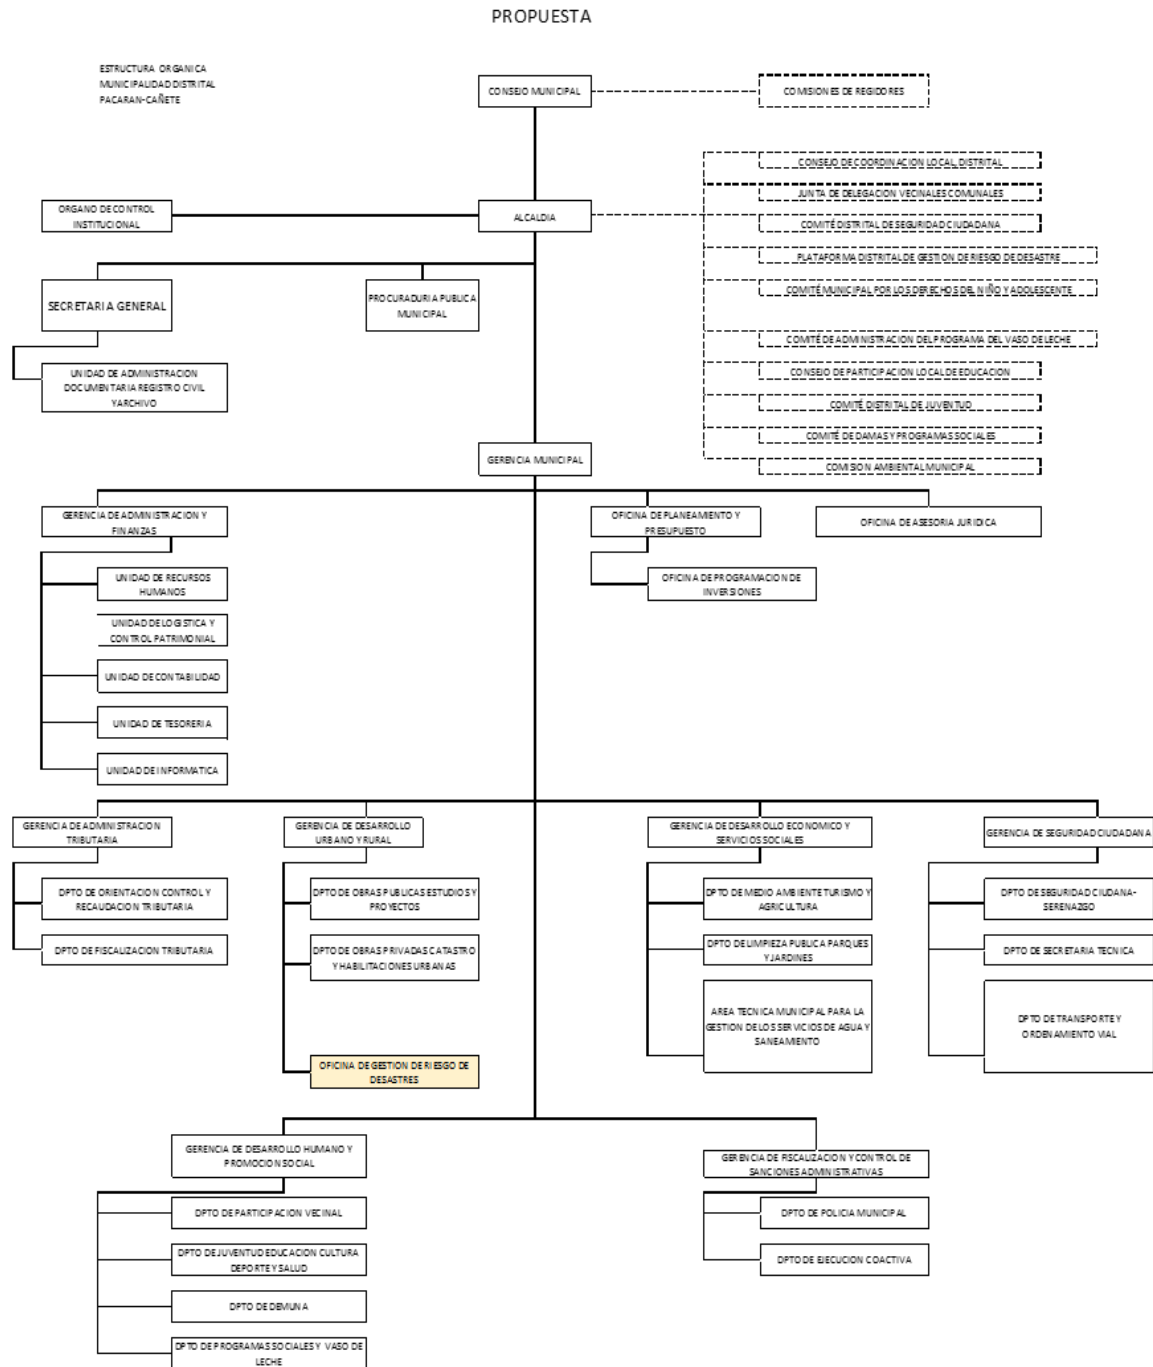 PROPUESTA
ESTRUCTURA ORGANICA
MUNICIPALIDAD DISTRITAL
PACARAN-CAÑETE
CONSEJO MUNICIPAL
COMISIONES DE REGIDORES
CONSEJO DE COORDINACION LOCAL, DISTRITAL
JUNTA DE DELEGACION VECINALES COMUNALES
ORGANO DE CONTROL
INSTITUCIONAL
ALCALDIA
COMITÉ DISTRITAL DE SEGURIDAD CIUDADANA
PLATAFORMA DISTRITAL DE GESTION DE RIESGO DE DESASTRE
COMITÉ MUNICIPAL POR LOS DERECHOS DEL NIÑO Y ADOLESCENTE
SECRETARIA GENERAL
PROCURADURIA PUBLICA
MUNICIPAL
COMITÉ DE ADMINISTRACION DEL PROGRAMA DEL VASO DE LECHE
UNIDAD DE ADMINISTRACION
DOCUMENTARIA REGISTRO CIVIL
Y ARCHIVO
CONSEJO DE PARTICIPACION LOCAL DE EDUCACION
COMITÉ DISTRITAL DE JUVENTUD
COMITÉ DE DAMAS Y PROGRAMAS SOCIALES
GERENCIA MUNICIPAL
COMISION AMBIENTAL MUNICIPAL
GERENCIA DE ADMINISTRACION Y
FINANZAS
OFICINA DE PLANEAMIENTO Y
PRESUPUESTO
OFICINA DE ASESORIA JURIDICA
UNIDAD DE RECURSOS
HUMANOS
OFICINA DE PROGRAMACION DE
INVERSIONES
UNIDAD DE LOGISTICA Y
CONTROL PATRIMONIAL
UNIDAD DE CONTABILIDAD
UNIDAD DE TESORERIA
UNIDAD DE INFORMATICA
GERENCIA DE ADMINISTRACION
TRIBUTARIA
GERENCIA DE DESARROLLO
URBANO Y RURAL
GERENCIA DE DESARROLLO ECONOMICO Y
SERVICIOS SOCIALES
GERENCIA DE SEGURIDAD CIUDADANA
DPTO DE ORIENTACION CONTROL Y
RECAUDACION TRIBUTARIA
DPTO DE OBRAS PUBLICAS ESTUDIOS Y
PROYECTOS
DPTO DE MEDIO AMBIENTE TURISMO Y
AGRICULTURA
DPTO DE SEGURIDAD CIUDANA-
SERENAZGO
DPTO DE FISCALIZACION TRIBUTARIA
DPTO DE OBRAS PRIVADAS CATASTRO
Y HABILITACIONES URBANAS
DPTO DE LIMPIEZA PUBLICA PARQUES
Y JARDINES
DPTO DE SECRETARIA TECNICA
AREA TECNICA MUNICIPAL PARA LA
GESTION DE LOS SERVICIOS DE AGUA Y
SANEAMIENTO
DPTO DE TRANSPORTE Y
ORDENAMIENTO VIAL
OFICINA DE GESTION DE RIESGO DE
DESASTRES
GERENCIA DE DESARROLLO HUMANO Y
PROMOCION SOCIAL
GERENCIA DE FISCALIZACION Y CONTROL DE
SANCIONES ADMINISTRATIVAS
DPTO DE PARTICIPACION VECINAL
DPTO DE POLICIA MUNICIPAL
DPTO DE JUVENTUD EDUCACION CULTURA
DEPORTE Y SALUD
DPTO DE EJECUCION COACTIVA
DPTO DE DEMUNA
DPTO DE PROGRAMAS SOCIALES Y VASO DE
LECHE